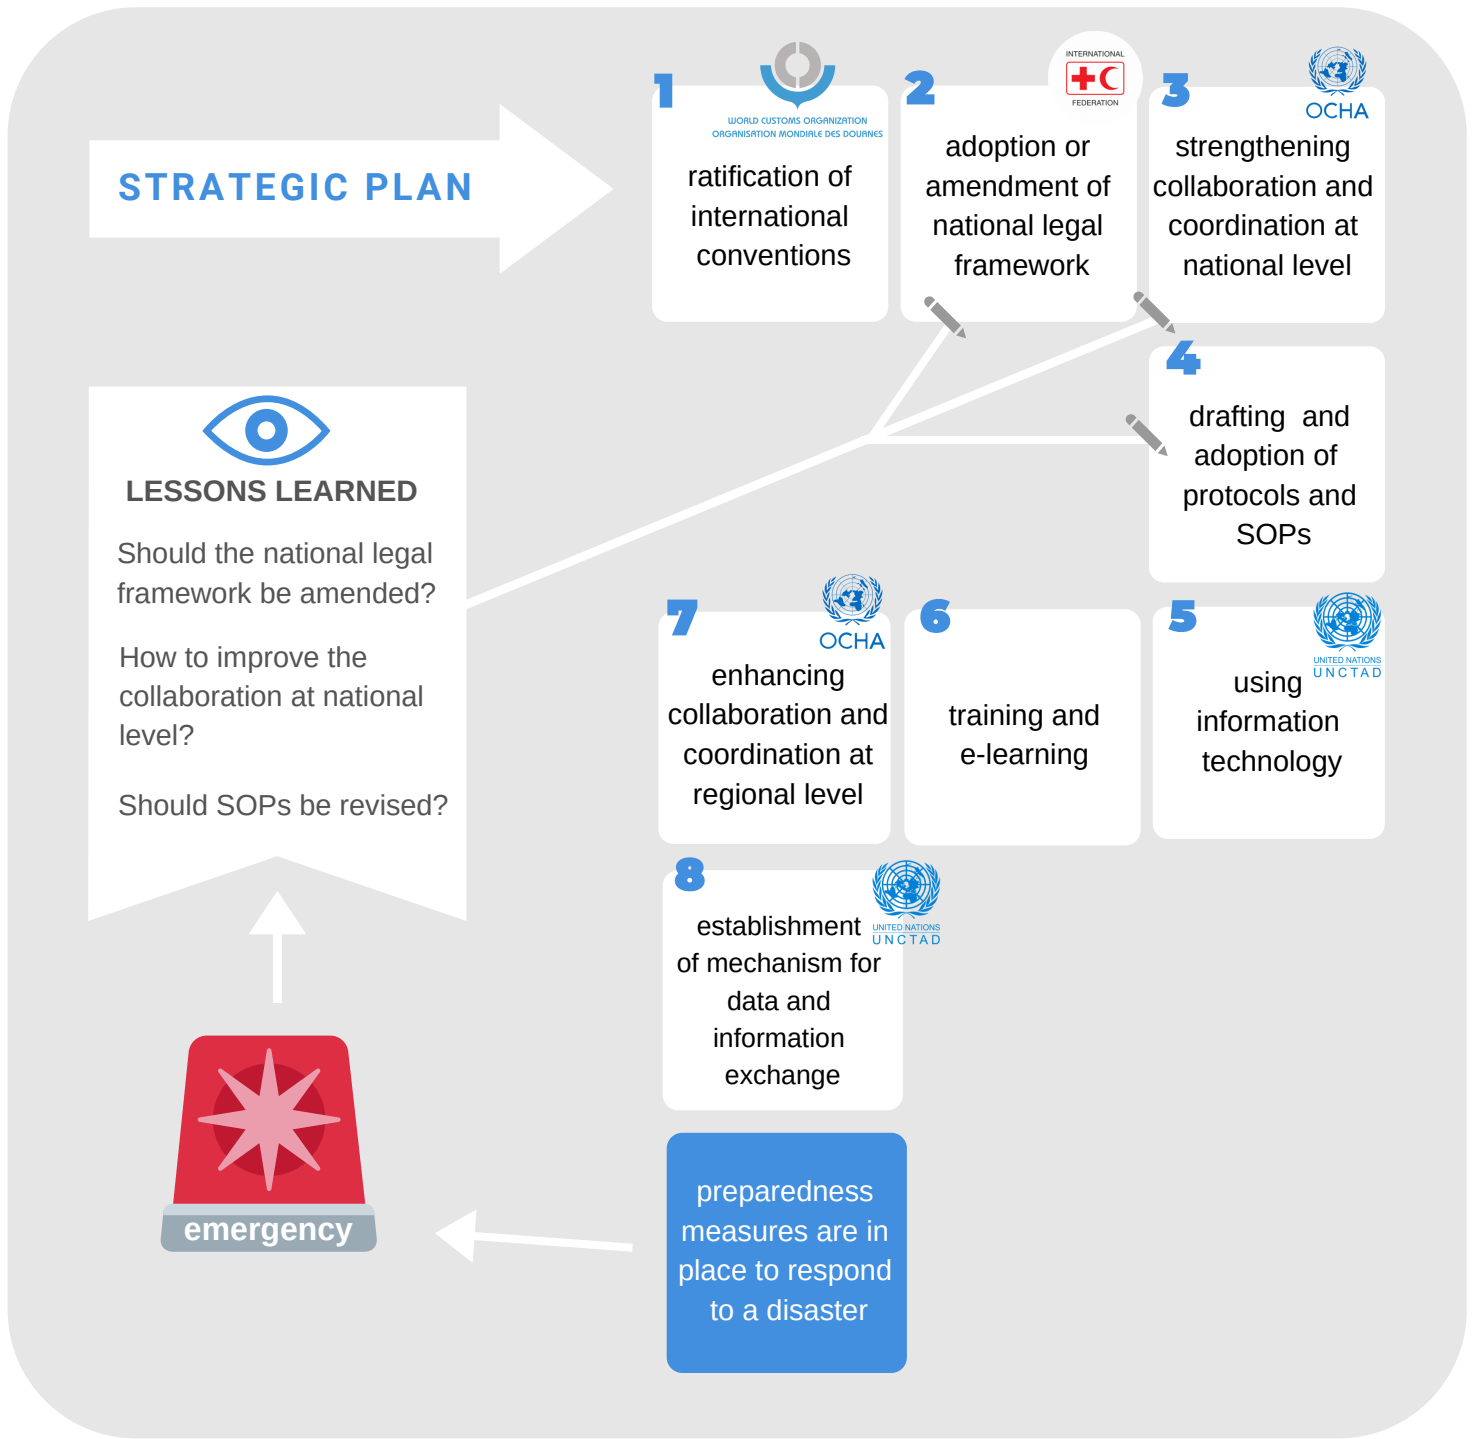 STRATEGIC PLAN
1
WORLD CUSTOMS ORGANIZATION
ORGANISATION MONDIALE DES DOUANES
ratification of
international
conventions
2
INTERNATIONAL
FEDERATION
adoption or
amendment of
national legal
framework
3
OCHA
strengthening
collaboration and
coordination at
national level
4
drafting and
adoption of
protocols and
SOPs
LESSONS LEARNED
Should the national legal
framework be amended?
How to improve the
collaboration at national
level?
Should SOPs be revised?
5
UNITED NATIONS
UNCTAD
using
information
technology
6
training and
e-learning
7
OCHA
enhancing
collaboration and
coordination at
regional level
8
UNITED NATIONS
UNCTAD
establishment
of mechanism for
data and
information
exchange
preparedness
measures are in
place to respond
to a disaster
emergency